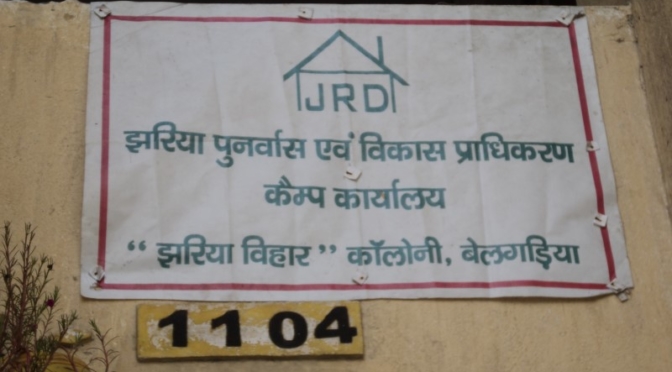 JRD
झरिया पुनर्वास एवं विकास प्राधिकरण
कैम्प कार्यालय
“ झरिया विहार ” कॉलोनी, बेलगड़िया
1104